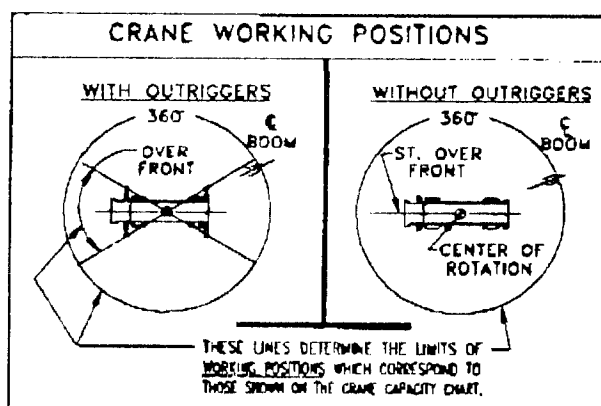 CRANE WORKING POSITIONS
WITH OUTRIGGERS
360°
℄
BOOM
OVER
FRONT
WITHOUT OUTRIGGERS
360°
℄
BOOM
ST. OVER
FRONT
CENTER OF
ROTATION
THESE LINES DETERMINE THE LIMITS OF
WORKING POSITIONS WHICH CORRESPOND TO
THOSE SHOWN ON THE CRANE CAPACITY CHART.